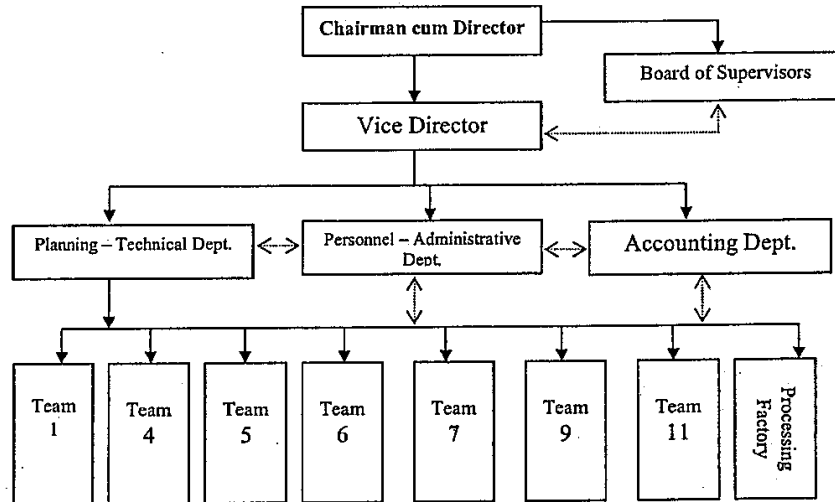 Chairman cum Director
Board of Supervisors
Vice Director
Planning – Technical Dept.
Personnel – Administrative
Dept.
Accounting Dept.
Team
1
Team
4
Team
5
Team
6
Team
7
Team
9
Team
11
Processing
Factory